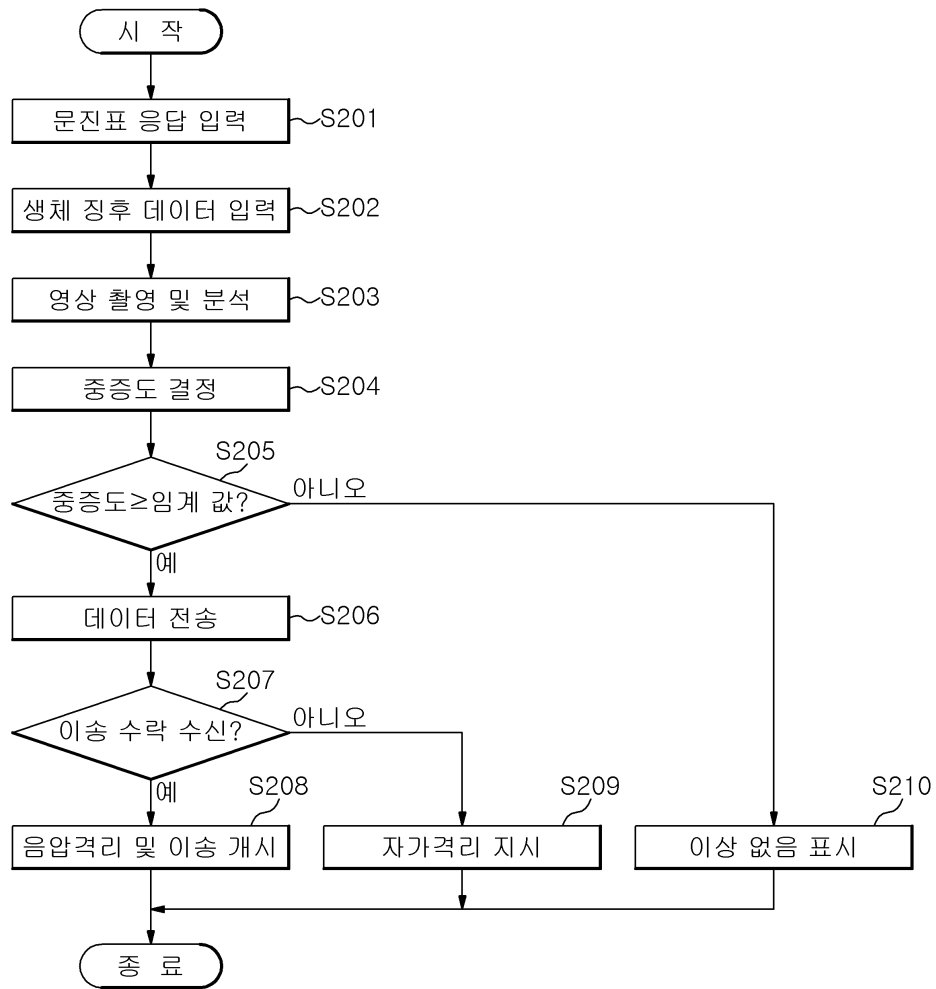 시 작
문진표 응답 입력
S201
생체 징후 데이터 입력
S202
영상 촬영 및 분석
S203
중증도 결정
S204
S205
중증도≥임계 값?
아니오
예
데이터 전송
S206
S207
이송 수락 수신?
아니오
예
S208
S209
S210
음압격리 및 이송 개시
자가격리 지시
이상 없음 표시
종 료